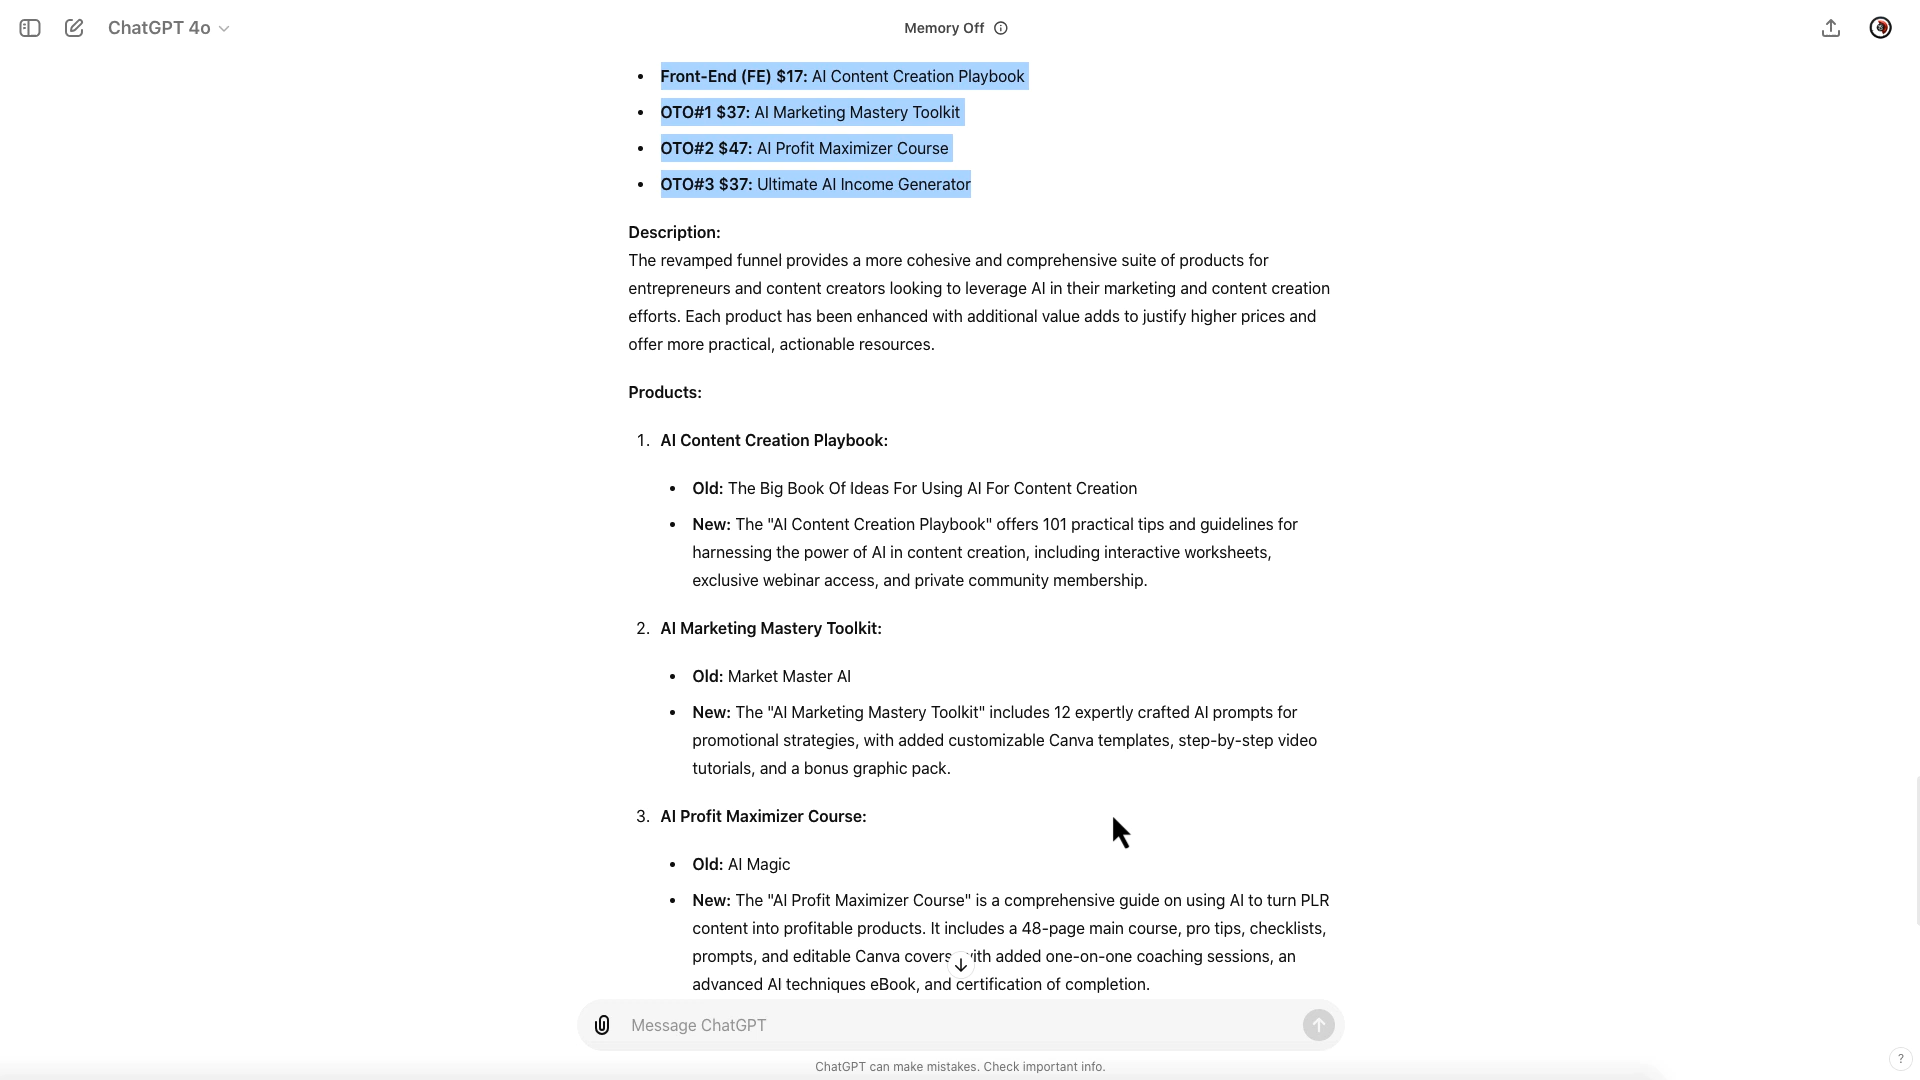 ChatGPT 4o
Memory Off
Front-End (FE) $17: AI Content Creation Playbook
OTO#1 $37: AI Marketing Mastery Toolkit
OTO#2 $47: AI Profit Maximizer Course
OTO#3 $37: Ultimate AI Income Generator
Description:
The revamped funnel provides a more cohesive and comprehensive suite of products for
entrepreneurs and content creators looking to leverage AI in their marketing and content creation
efforts. Each product has been enhanced with additional value adds to justify higher prices and
offer more practical, actionable resources.
Products:
1. AI Content Creation Playbook:
Old: The Big Book Of Ideas For Using AI For Content Creation
New: The "AI Content Creation Playbook" offers 101 practical tips and guidelines for
harnessing the power of AI in content creation, including interactive worksheets,
exclusive webinar access, and private community membership.
2. AI Marketing Mastery Toolkit:
Old: Market Master AI
New: The "AI Marketing Mastery Toolkit" includes 12 expertly crafted AI prompts for
promotional strategies, with added customizable Canva templates, step-by-step video
tutorials, and a bonus graphic pack.
3. AI Profit Maximizer Course:
Old: AI Magic
New: The "AI Profit Maximizer Course" is a comprehensive guide on using AI to turn PLR
content into profitable products. It includes a 48-page main course, pro tips, checklists,
prompts, and editable Canva covers, with added one-on-one coaching sessions, an
advanced AI techniques eBook, and certification of completion.
Message ChatGPT
ChatGPT can make mistakes. Check important info.
?